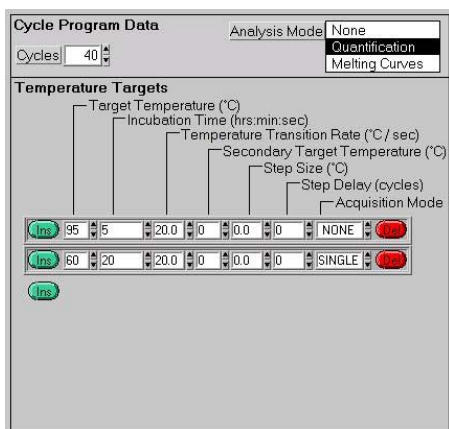 Cycle Program Data
Analysis Mode None
Quantification
Melting Curves
Cycles 40
Temperature Targets
Target Temperature (°C)
Incubation Time (hrs:min:sec)
Temperature Transition Rate (°C / sec)
Secondary Target Temperature (°C)
Step Size (°C)
Step Delay (cycles)
Acquisition Mode
Ins 95 5 20.0 0 0.0 0 NONE Del
Ins 60 20 20.0 0 0.0 0 SINGLE Del
Ins